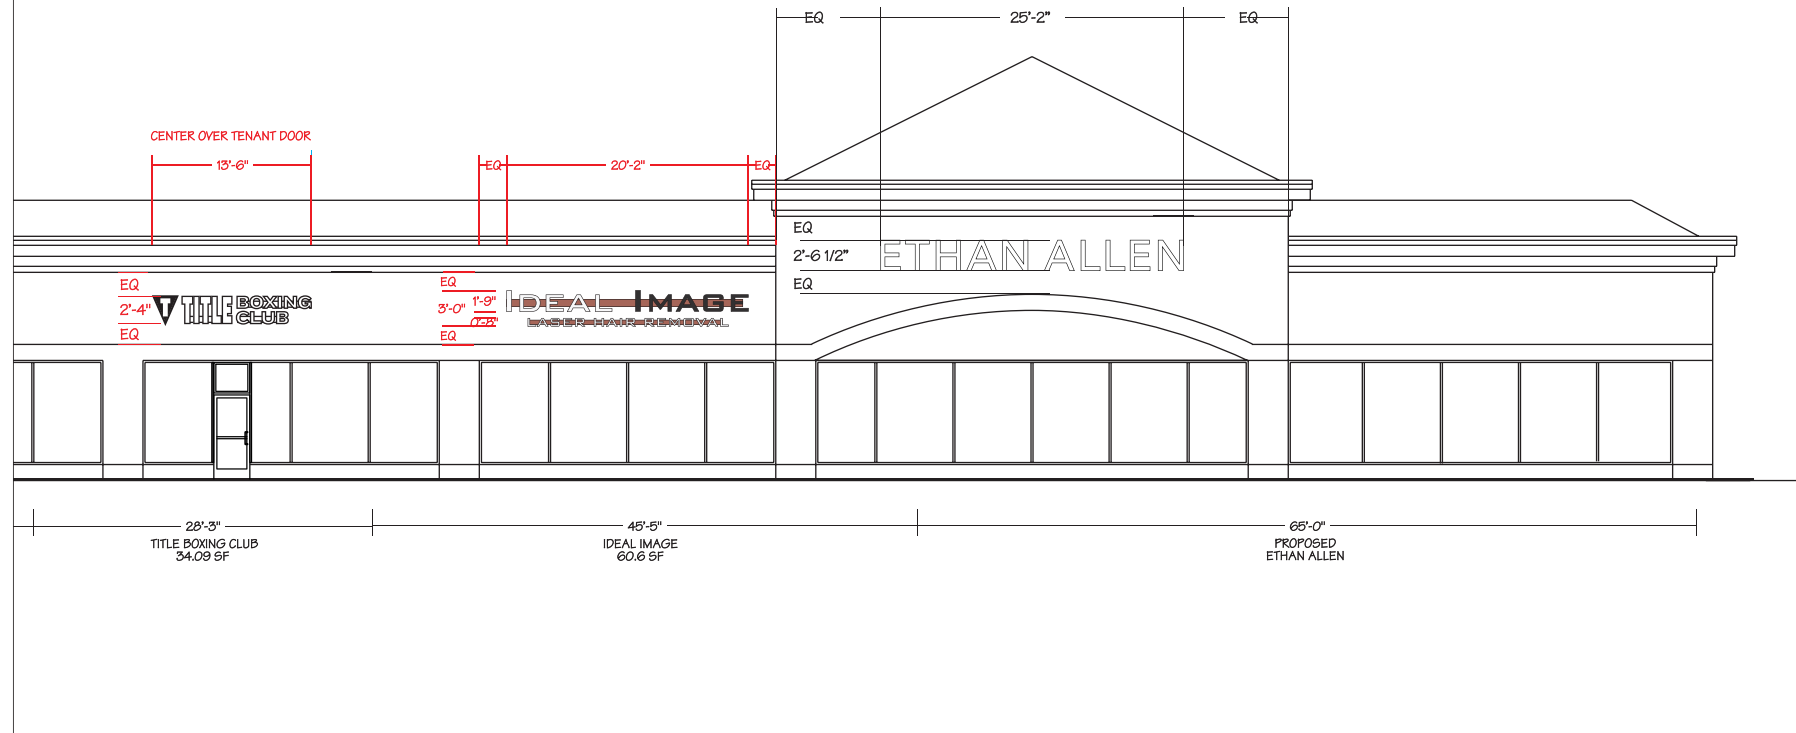 EQ 25'-2" EQ
CENTER OVER TENANT DOOR
13'-6" EQ 20'-2" EQ
EQ
2'-6 1/2"
EQ
ETHAN ALLEN
EQ
2'-4"
EQ
T TITLE BOXING
CLUB
EQ
3'-0" 1'-9"
0'-8"
EQ
IDEAL IMAGE
LASER HAIR REMOVAL
28'-3" 45'-5" 65'-0"
TITLE BOXING CLUB
34.09 SF
IDEAL IMAGE
60.6 SF
PROPOSED
ETHAN ALLEN